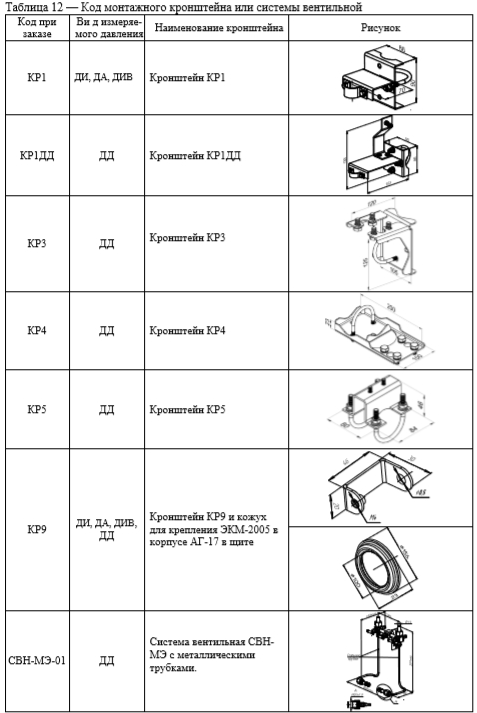 Таблица 12 — Код монтажного кронштейна или системы вентильной
Код при заказе
Ви д измеряе-
мого давления
Наименование кронштейна
Рисунок
КР1
ДИ, ДА, ДИВ
Кронштейн КР1
КР1ДД
ДД
Кронштейн КР1ДД
КР3
ДД
Кронштейн КР3
120
КР4
ДД
Кронштейн КР4
КР5
ДД
Кронштейн КР5
КР9
ДИ, ДА, ДИВ,
ДД
Кронштейн КР9 и кожух
для крепления ЭКМ-2005 в
корпусе АГ-17 в щите
СВН-МЭ-01
ДД
Система вентильная СВН-
МЭ с металлическими
трубками.